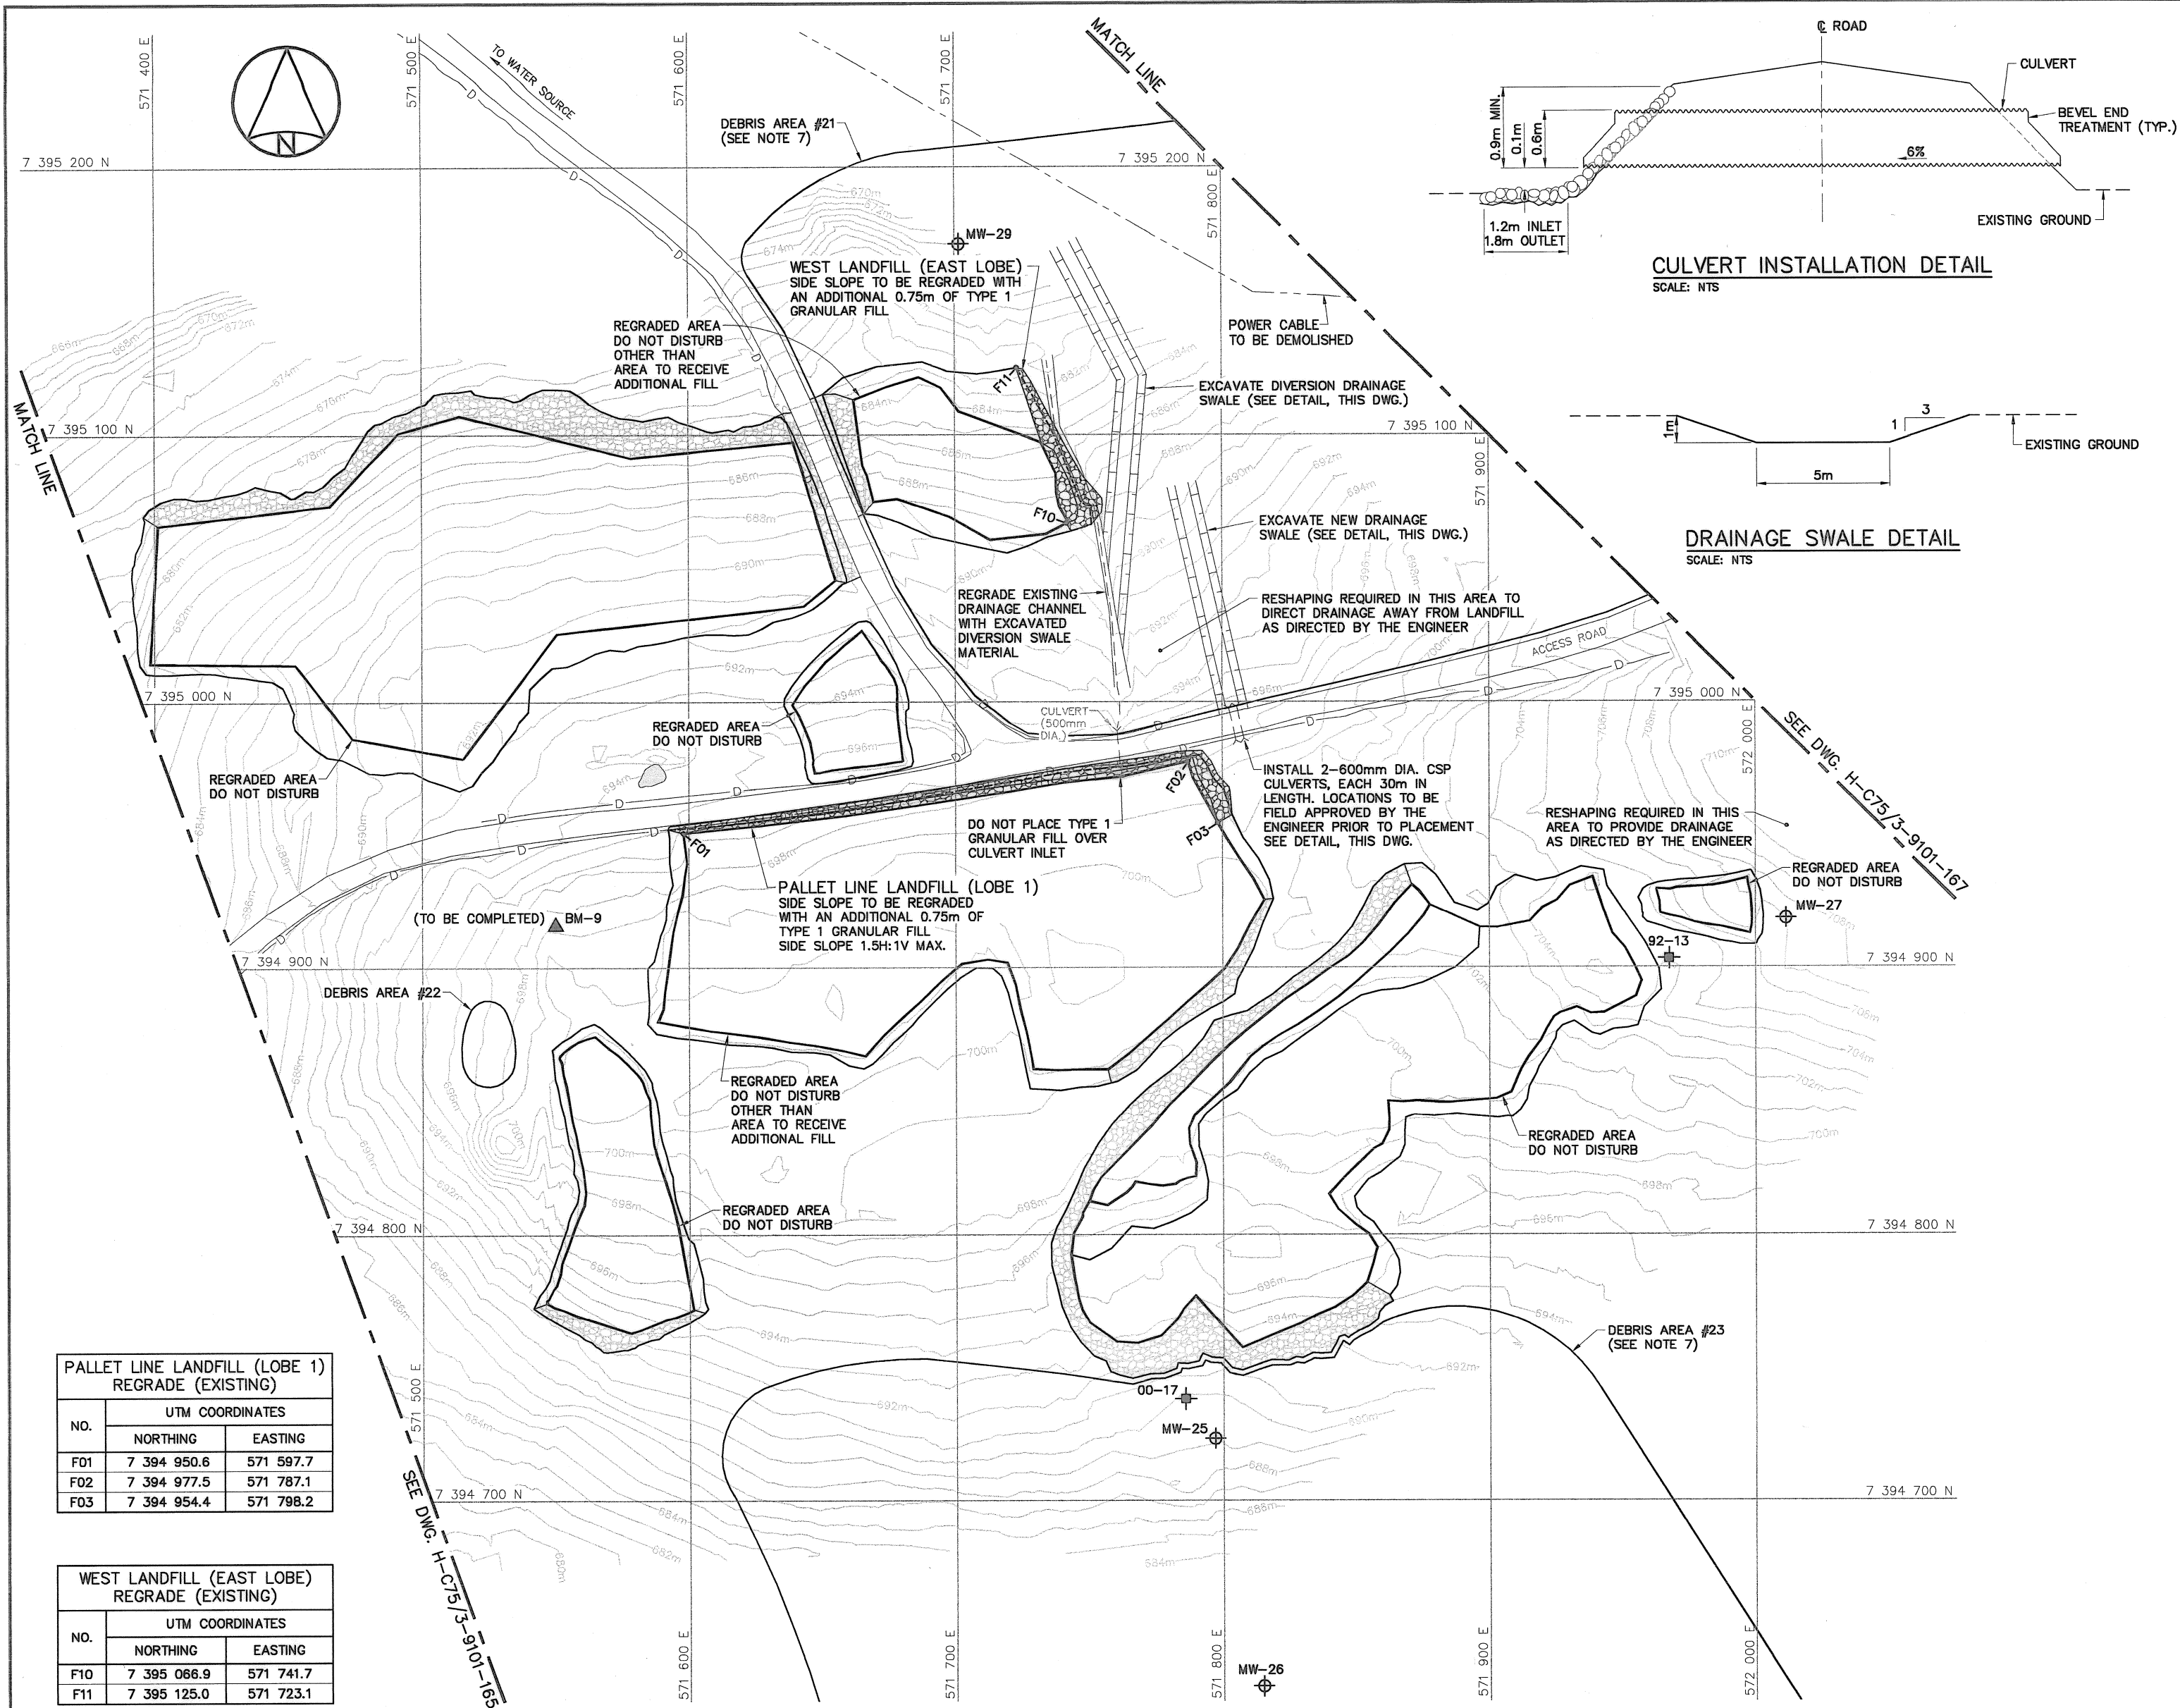 571 400 E
571 500 E
571 600 E
571 700 E
TO WATER SOURCE
MATCH LINE
N
7 395 200 N
DEBRIS AREA #21
(SEE NOTE 7)
7 395 200 N
571 800 E
670m
672m
674m
MW-29
WEST LANDFILL (EAST LOBE)
SIDE SLOPE TO BE REGRADED WITH
AN ADDITIONAL 0.75m OF TYPE 1
GRANULAR FILL
REGRADED AREA
DO NOT DISTURB
OTHER THAN
AREA TO RECEIVE
ADDITIONAL FILL
POWER CABLE
TO BE DEMOLISHED
EXCAVATE DIVERSION DRAINAGE
SWALE (SEE DETAIL, THIS DWG.)
F11
F10
MATCH LINE
7 395 100 N
7 395 100 N
571 900 E
EXCAVATE NEW DRAINAGE
SWALE (SEE DETAIL, THIS DWG.)
REGRADE EXISTING
DRAINAGE CHANNEL
WITH EXCAVATED
DIVERSION SWALE
MATERIAL
RESHAPING REQUIRED IN THIS AREA TO
DIRECT DRAINAGE AWAY FROM LANDFILL
AS DIRECTED BY THE ENGINEER
ACCESS ROAD
7 395 000 N
7 395 000 N
572 000 E
REGRADED AREA
DO NOT DISTURB
CULVERT
(500mm
DIA.)
REGRADED AREA
DO NOT DISTURB
SEE DWG. H-C75/3-9101-167
F01
F02
F03
DO NOT PLACE TYPE 1
GRANULAR FILL OVER
CULVERT INLET
INSTALL 2-600mm DIA. CSP
CULVERTS, EACH 30m IN
LENGTH. LOCATIONS TO BE
FIELD APPROVED BY THE
ENGINEER PRIOR TO PLACEMENT
SEE DETAIL, THIS DWG.
RESHAPING REQUIRED IN THIS
AREA TO PROVIDE DRAINAGE
AS DIRECTED BY THE ENGINEER
REGRADED AREA
DO NOT DISTURB
MW-27
92-13
PALLET LINE LANDFILL (LOBE 1)
SIDE SLOPE TO BE REGRADED
WITH AN ADDITIONAL 0.75m OF
TYPE 1 GRANULAR FILL
SIDE SLOPE 1.5H:1V MAX.
(TO BE COMPLETED) BM-9
7 394 900 N
7 394 900 N
DEBRIS AREA #22
REGRADED AREA
DO NOT DISTURB
OTHER THAN
AREA TO RECEIVE
ADDITIONAL FILL
REGRADED AREA
DO NOT DISTURB
REGRADED AREA
DO NOT DISTURB
7 394 800 N
7 394 800 N
DEBRIS AREA #23
(SEE NOTE 7)
00-17
MW-25
571 500 E
7 394 700 N
7 394 700 N
SEE DWG. H-C75/3-9101-165
571 600 E
571 700 E
571 800 E
MW-26
571 900 E
572 000 E
℄ ROAD
CULVERT
BEVEL END
TREATMENT (TYP.)
0.9m MIN.
0.1m
0.6m
6%
1.2m INLET
1.8m OUTLET
EXISTING GROUND
CULVERT INSTALLATION DETAIL
SCALE: NTS
1m
1
3
EXISTING GROUND
5m
DRAINAGE SWALE DETAIL
SCALE: NTS
PALLET LINE LANDFILL (LOBE 1)
REGRADE (EXISTING)
NO. UTM COORDINATES
NORTHING EASTING
F01 7 394 950.6 571 597.7
F02 7 394 977.5 571 787.1
F03 7 394 954.4 571 798.2
WEST LANDFILL (EAST LOBE)
REGRADE (EXISTING)
NO. UTM COORDINATES
NORTHING EASTING
F10 7 395 066.9 571 741.7
F11 7 395 125.0 571 723.1